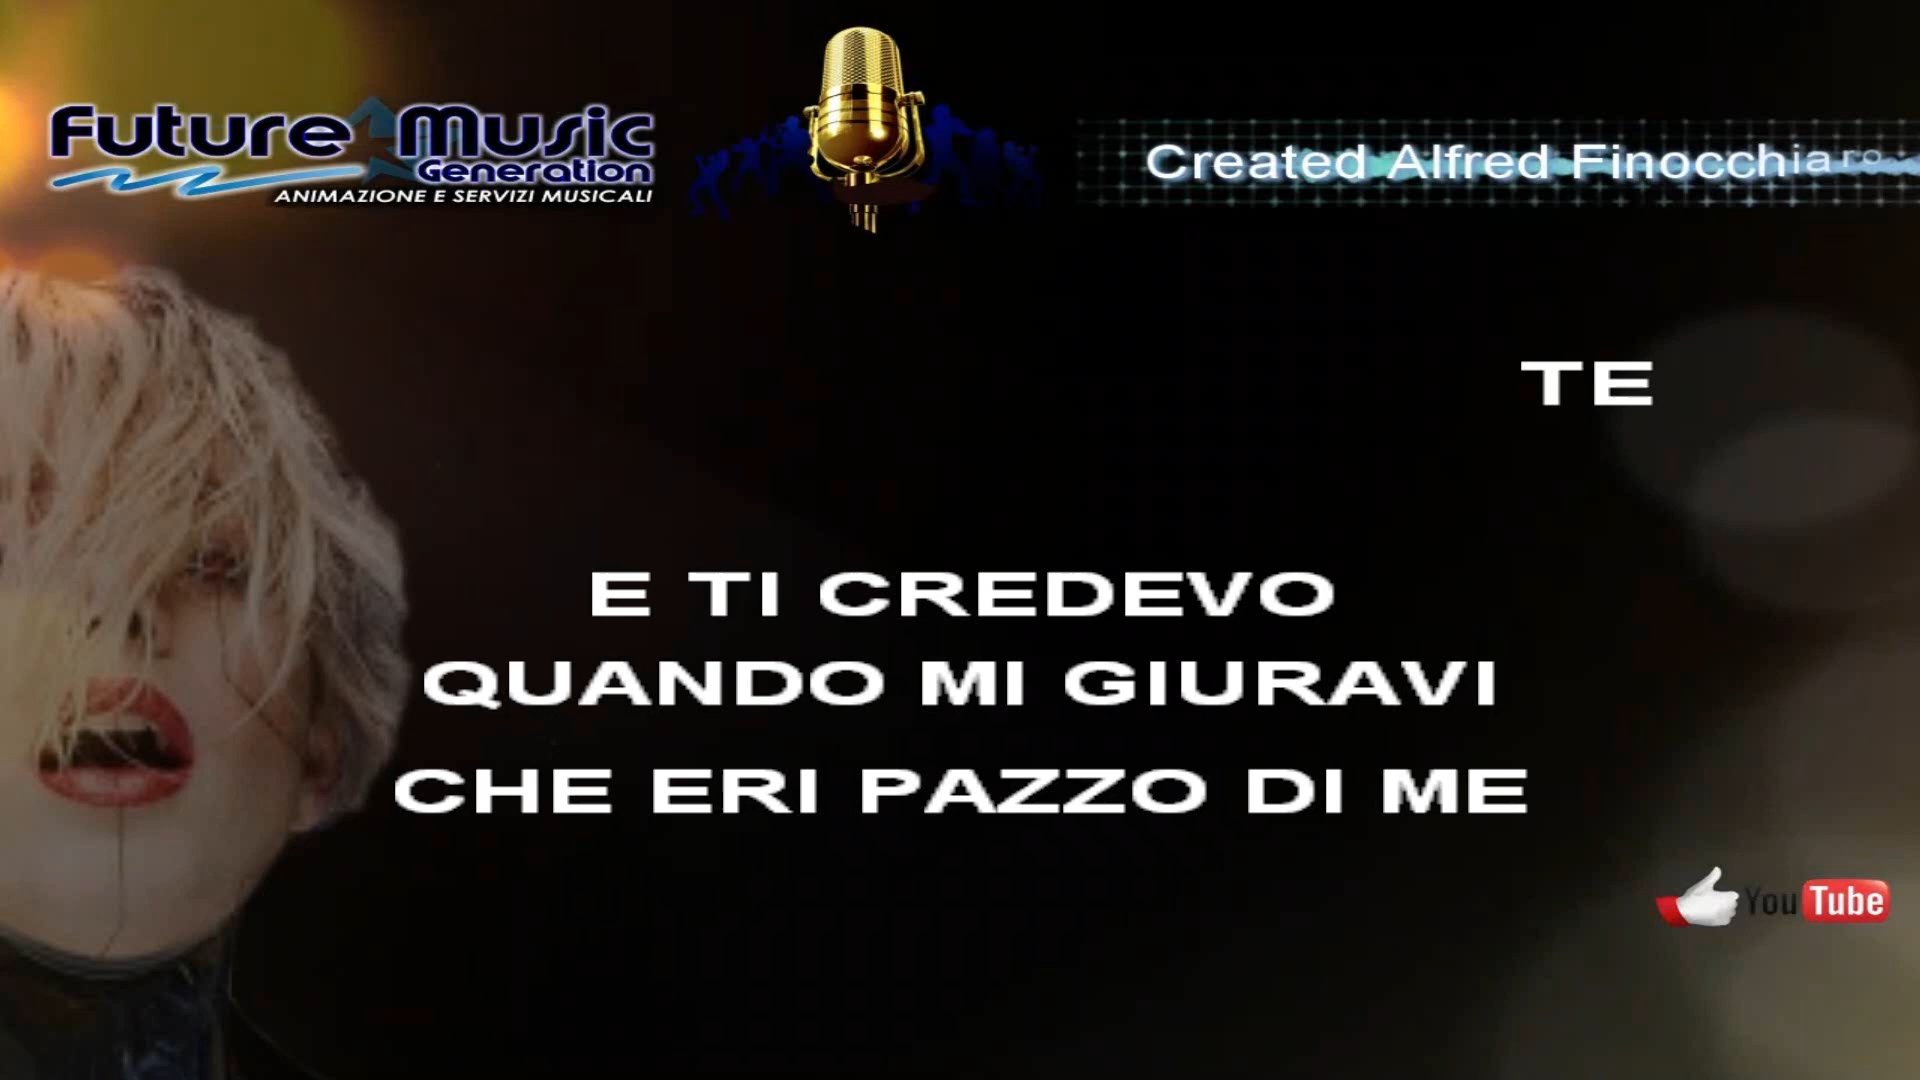 Future Music
Generation
ANIMAZIONE E SERVIZI MUSICALI
Created Alfred Finocchiaro
TE
E TI CREDEVO
QUANDO MI GIURAVI
CHE ERI PAZZO DI ME
YouTube